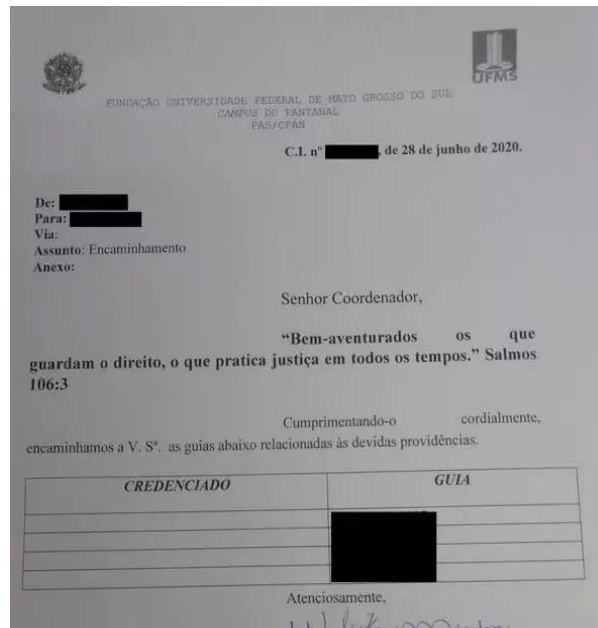 UFMS
FUNDAÇÃO UNIVERSIDADE FEDERAL DE MATO GROSSO DO SUL
CAMPUS DO PANTANAL
PAS/CPAN
C.I. nº , de 28 de junho de 2020.
De:
Para:
Via:
Assunto: Encaminhamento
Anexo:
Senhor Coordenador,
“Bem-aventurados os que
guardam o direito, o que pratica justiça em todos os tempos.” Salmos
106:3
Cumprimentando-o cordialmente,
encaminhamos a V. Sª. as guias abaixo relacionadas às devidas providências.
CREDENCIADO GUIA
Atenciosamente,